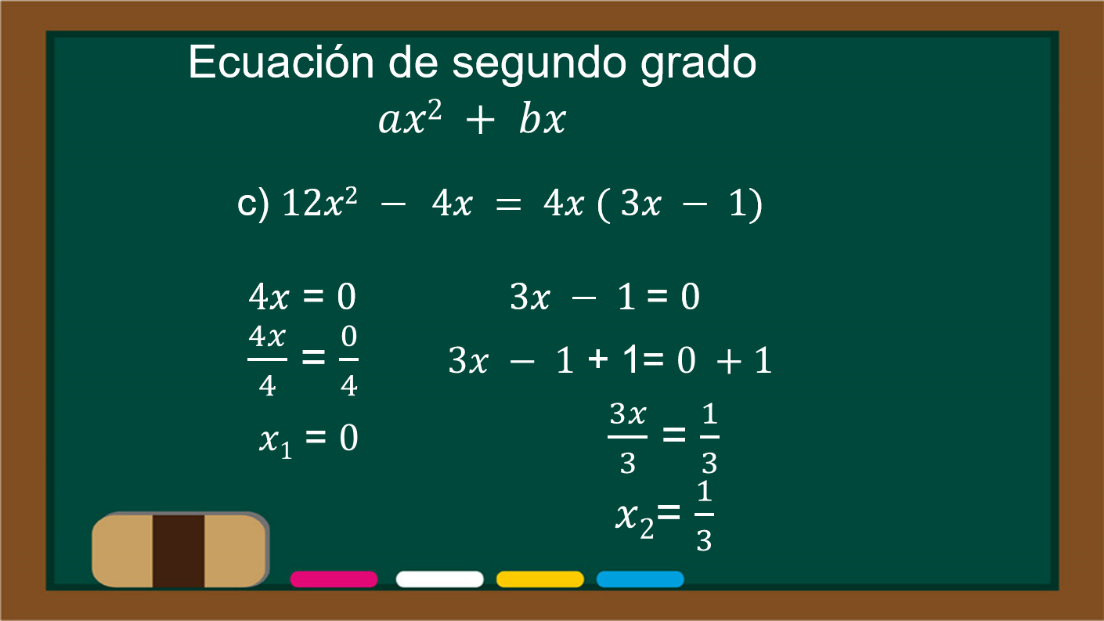 Ecuación de segundo grado
𝑎𝑥² + 𝑏𝑥
c) 12𝑥² − 4𝑥 = 4𝑥 ( 3𝑥 − 1)
4𝑥 = 0
4𝑥/4 = 0/4
𝑥₁ = 0
3𝑥 − 1 = 0
3𝑥 − 1 + 1= 0 + 1
3𝑥/3 = 1/3
𝑥₂= 1/3